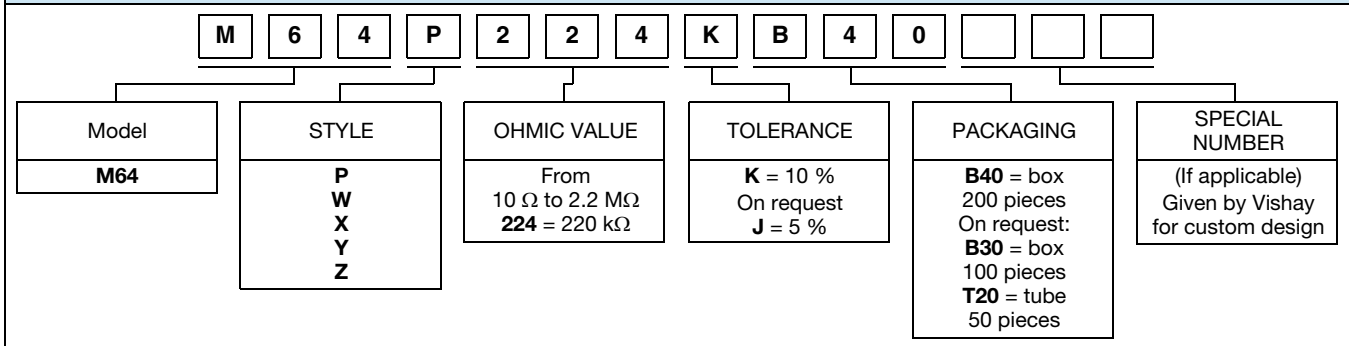 M 6 4 P 2 2 4 K B 4 0
Model
M64
STYLE
P
W
X
Y
Z
OHMIC VALUE
From
10 Ω to 2.2 MΩ
224 = 220 kΩ
TOLERANCE
K = 10 %
On request
J = 5 %
PACKAGING
B40 = box
200 pieces
On request:
B30 = box
100 pieces
T20 = tube
50 pieces
SPECIAL
NUMBER
(If applicable)
Given by Vishay
for custom design